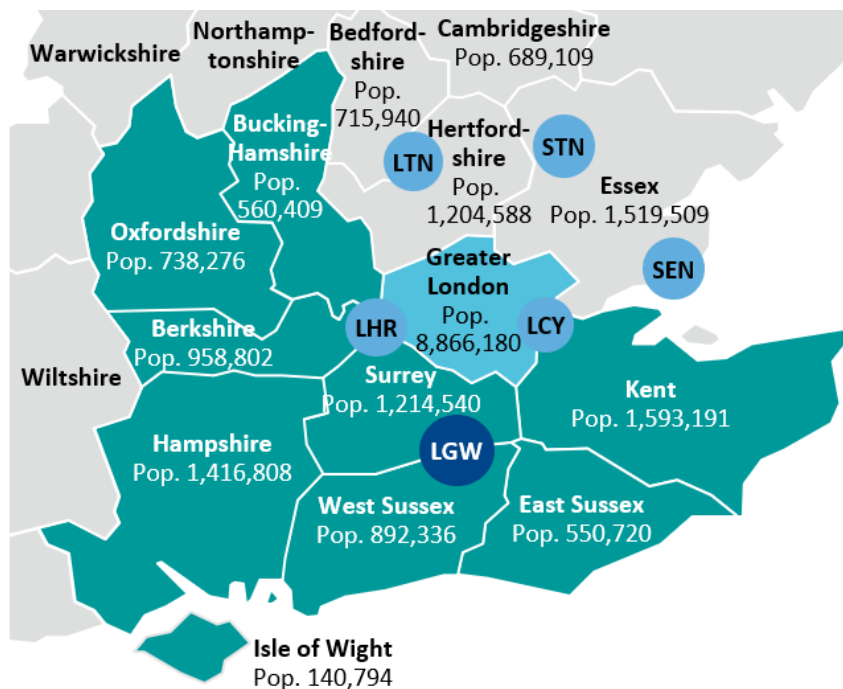 Warwickshire
Northamp-
tonshire
Bedford-
shire
Pop.
715,940
Cambridgeshire
Pop. 689,109
Bucking-
Hamshire
Pop.
560,409
LTN
Hertford-
shire
Pop.
1,204,588
STN
Essex
Pop. 1,519,509
Oxfordshire
Pop. 738,276
Greater
London
Pop.
8,866,180
SEN
Berkshire
Pop. 958,802
LHR
LCY
Wiltshire
Surrey
Pop. 1,214,540
Kent
Pop. 1,593,191
Hampshire
Pop. 1,416,808
LGW
West Sussex
Pop. 892,336
East Sussex
Pop. 550,720
Isle of Wight
Pop. 140,794